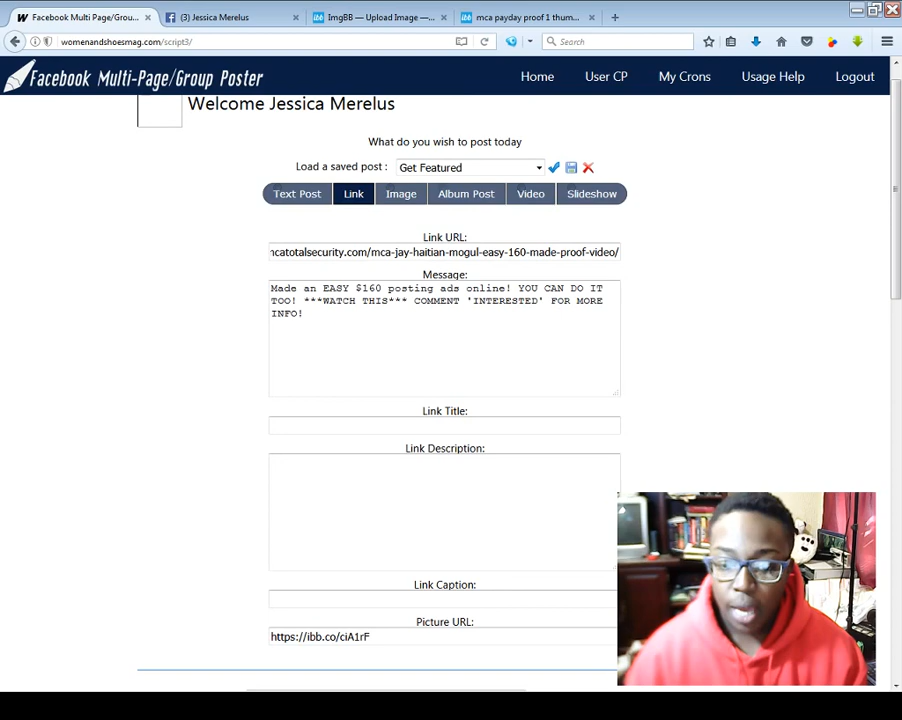 Facebook Multi Page/Grou...
(3) Jessica Merelus
ImgBB — Upload Image —...
mca payday proof 1 thum...
womenandshoesmag.com/script3/
Search
Facebook Multi-Page/Group Poster
Home User CP My Crons Usage Help Logout
Welcome Jessica Merelus
What do you wish to post today
Load a saved post : Get Featured
Text Post Link Image Album Post Video Slideshow
Link URL:
catotalsecurity.com/mca-jay-haitian-mogul-easy-160-made-proof-video/
Message:
Made an EASY $160 posting ads online! YOU CAN DO IT
TOO! ***WATCH THIS*** COMMENT 'INTERESTED' FOR MORE
INFO!
Link Title:
Link Description:
Link Caption:
Picture URL:
https://ibb.co/ciA1rF